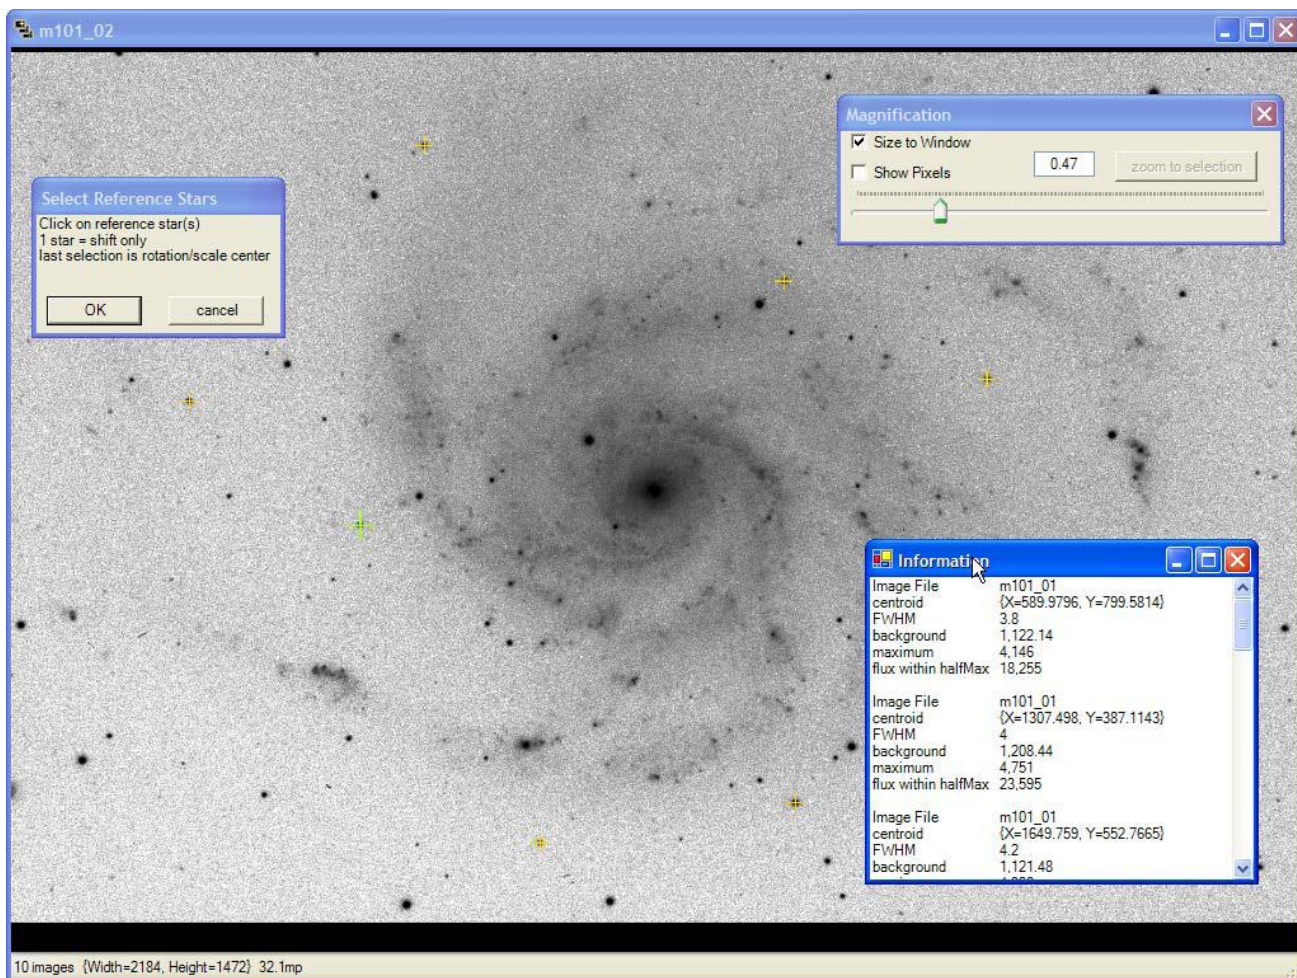 m101_02
Magnification
Size to Window
Show Pixels
0.47
zoom to selection
Select Reference Stars
Click on reference star(s)
1 star = shift only
last selection is rotation/scale center
OK
cancel
Information
Image File m101_01
centroid {X=589.9796, Y=799.5814}
FWHM 3.8
background 1,122.14
maximum 4,146
flux within halfMax 18,255
Image File m101_01
centroid {X=1307.498, Y=387.1143}
FWHM 4
background 1,208.44
maximum 4,751
flux within halfMax 23,595
Image File m101_01
centroid {X=1649.759, Y=552.7665}
FWHM 4.2
background 1,121.48
10 images {Width=2184, Height=1472} 32.1mp